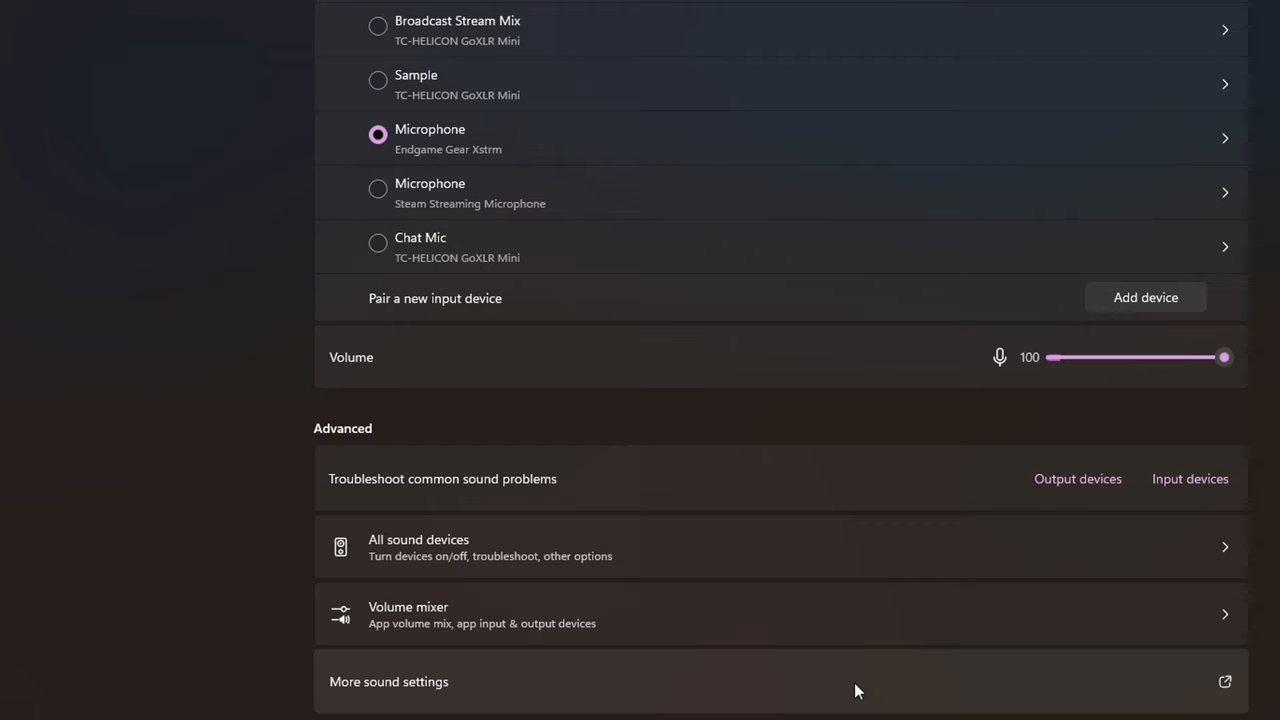 Broadcast Stream Mix
TC-HELICON GoXLR Mini
Sample
TC-HELICON GoXLR Mini
Microphone
Endgame Gear Xstrm
Microphone
Steam Streaming Microphone
Chat Mic
TC-HELICON GoXLR Mini
Pair a new input device Add device
Volume 100
Advanced
Troubleshoot common sound problems Output devices Input devices
All sound devices
Turn devices on/off, troubleshoot, other options
Volume mixer
App volume mix, app input & output devices
More sound settings